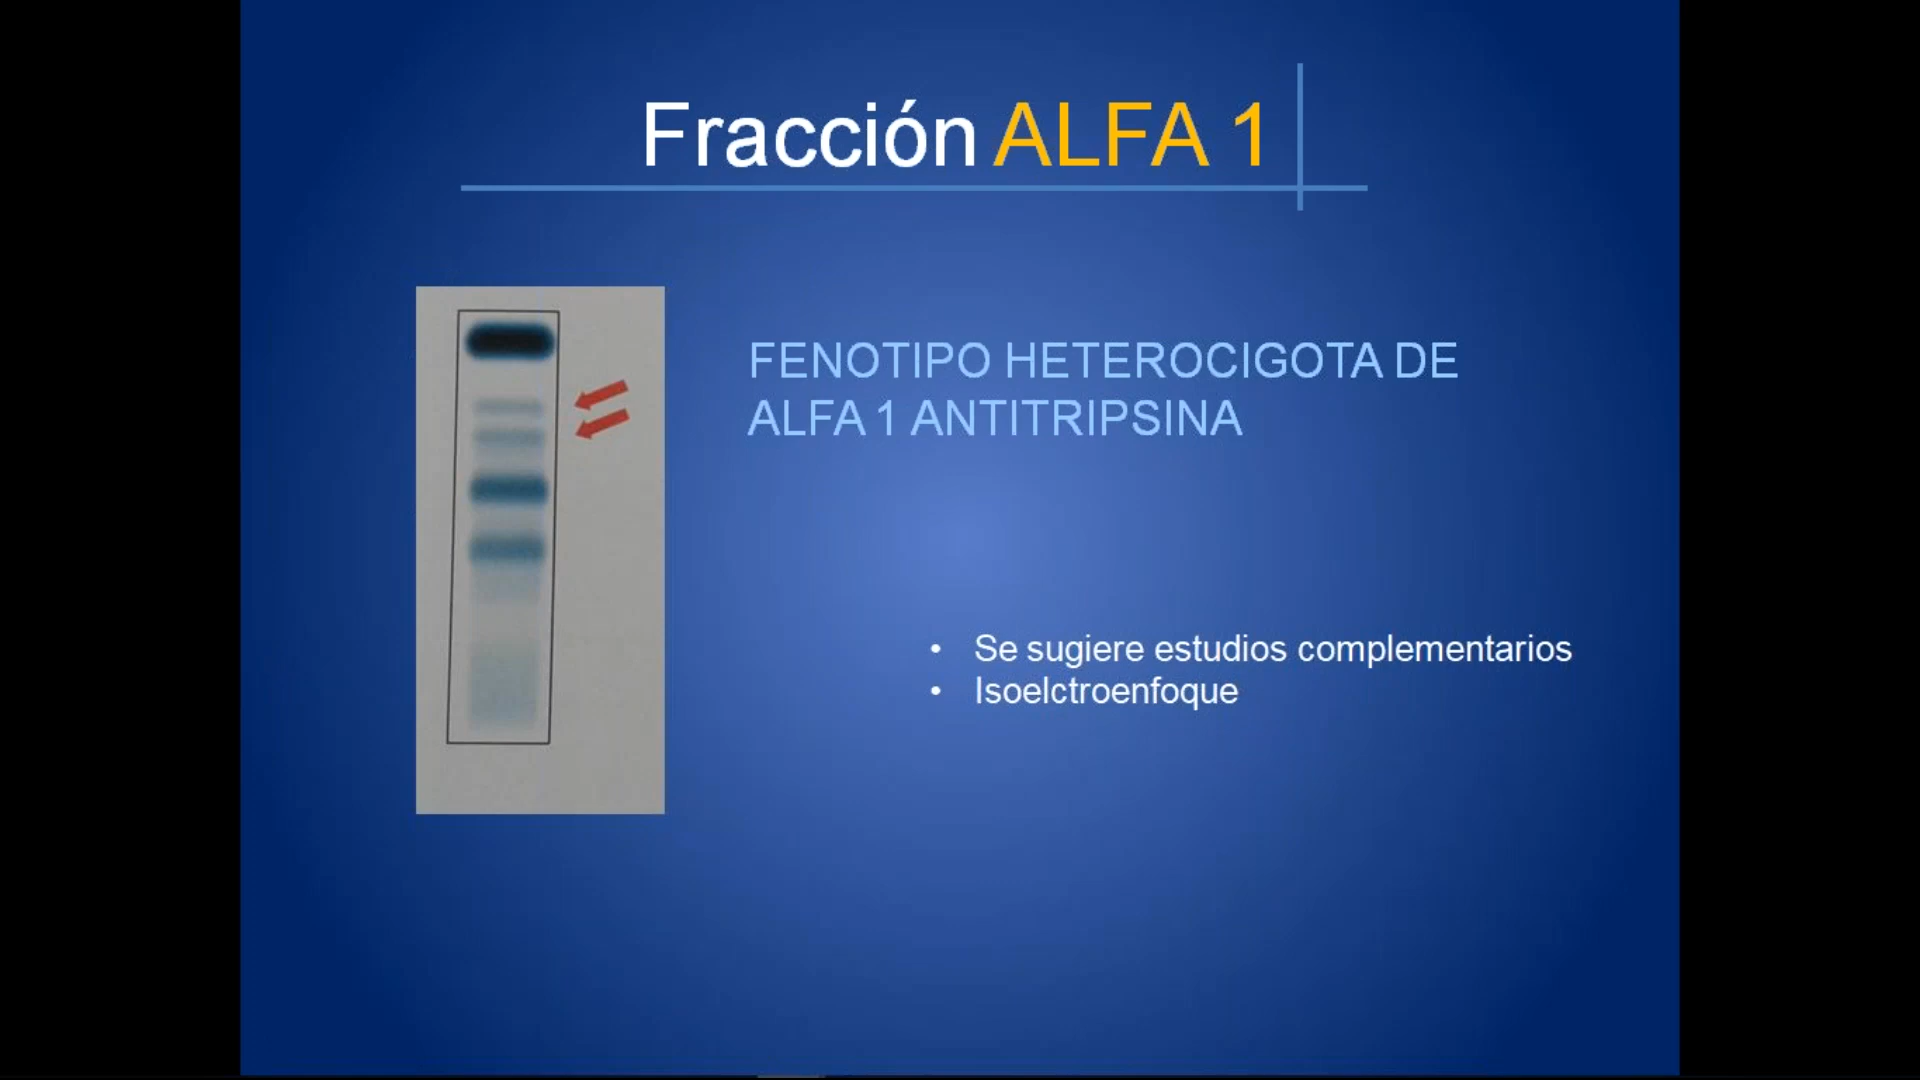 Fracción ALFA 1
FENOTIPO HETEROCIGOTA DE
ALFA 1 ANTITRIPSINA
• Se sugiere estudios complementarios
• Isoelctroenfoque